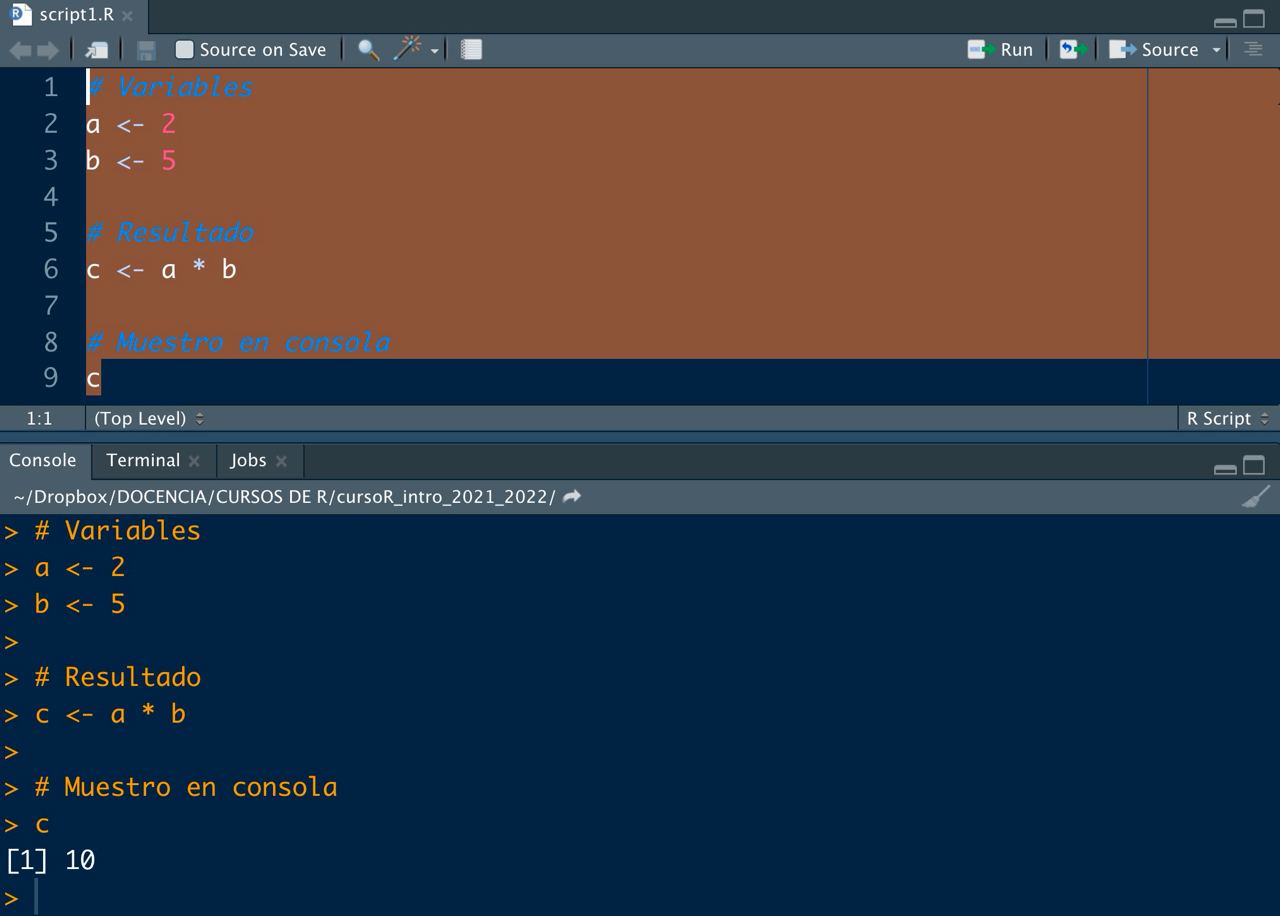 script1.R
Source on Save Run Source
1 # Variables
2 a <- 2
3 b <- 5
4
5 # Resultado
6 c <- a * b
7
8 # Muestro en consola
9 c
1:1 (Top Level) R Script
Console Terminal Jobs
~/Dropbox/DOCENCIA/CURSOS DE R/cursoR_intro_2021_2022/
> # Variables
> a <- 2
> b <- 5
>
> # Resultado
> c <- a * b
>
> # Muestro en consola
> c
[1] 10
>